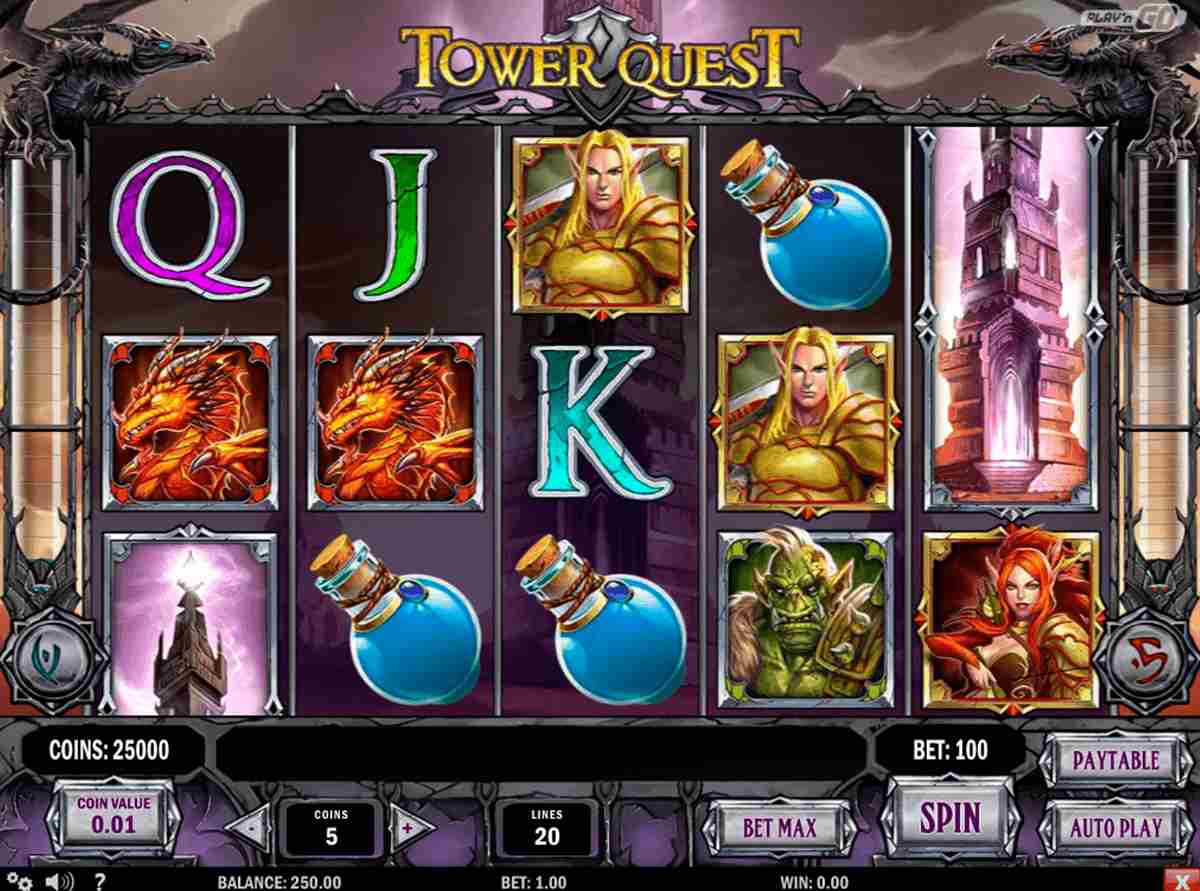 PLAY'n GO
TOWER QUEST
Q
J
K
COINS: 25000
BET: 100
PAYTABLE
COIN VALUE
0.01
-
COINS
5
+
LINES
20
BET MAX
SPIN
AUTO PLAY
?
BALANCE: 250.00
BET: 1.00
WIN: 0.00
X